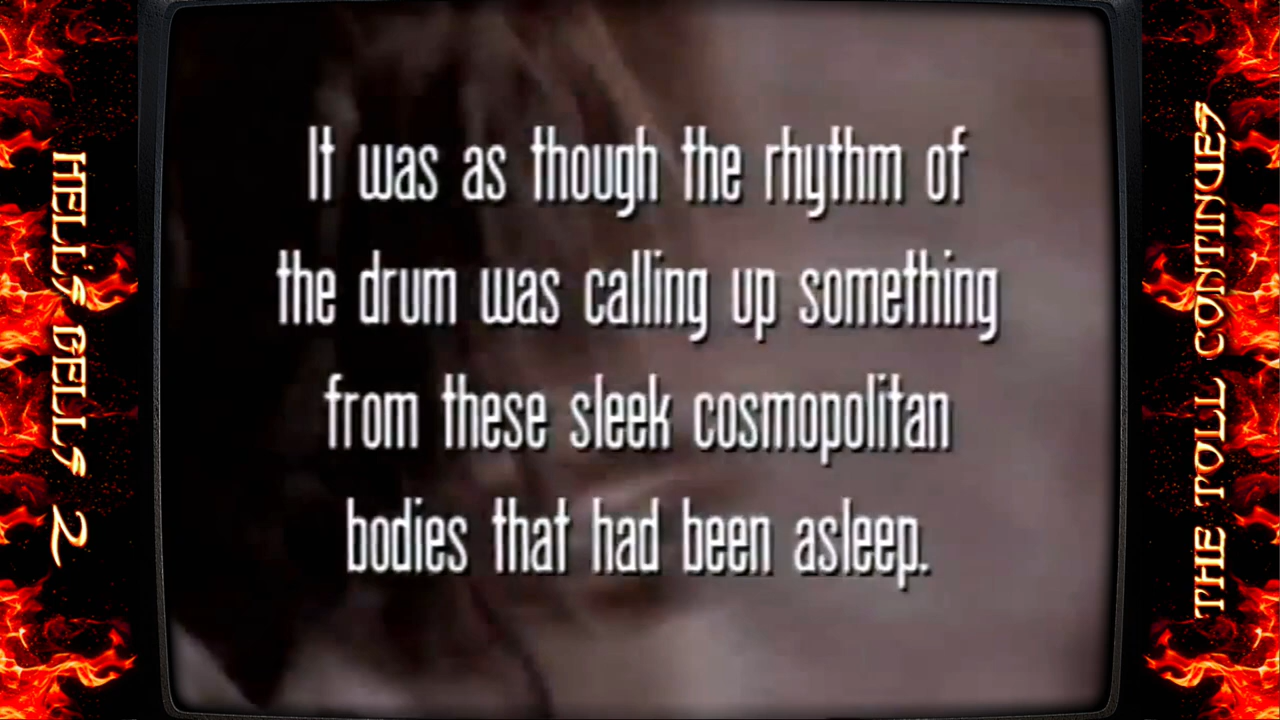 HELL'S BELLS 2
It was as though the rhythm of
the drum was calling up something
from these sleek cosmopolitan
bodies that had been asleep.
THE TOLL CONTINUES